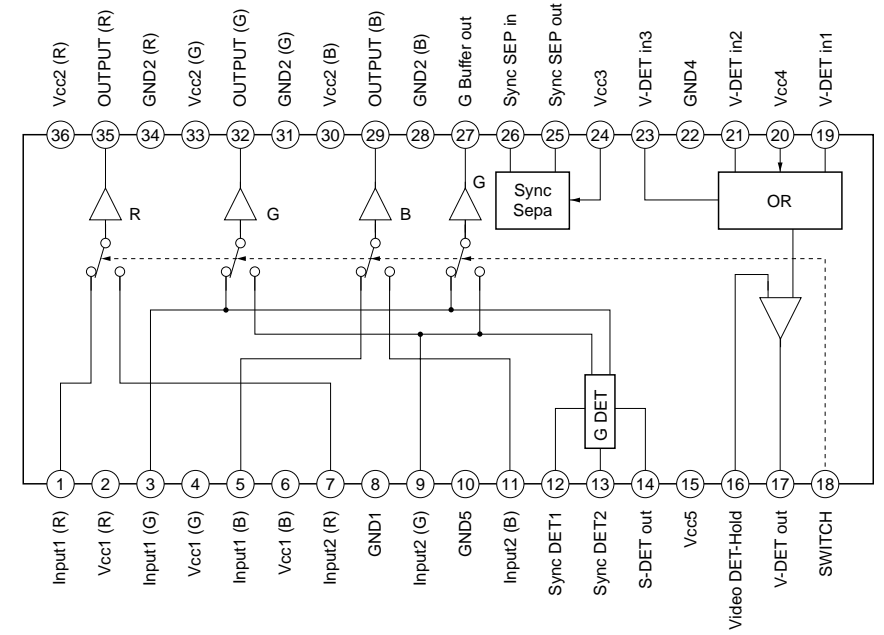 Vcc2 (R)
OUTPUT (R)
GND2 (R)
Vcc2 (G)
OUTPUT (G)
GND2 (G)
Vcc2 (B)
OUTPUT (B)
GND2 (B)
G Buffer out
Sync SEP in
Sync SEP out
Vcc3
V-DET in3
GND4
V-DET in2
Vcc4
V-DET in1
36 35 34 33 32 31 30 29 28 27 26 25 24 23 22 21 20 19
R
G
B
G
Sync
Sepa
OR
G DET
1 2 3 4 5 6 7 8 9 10 11 12 13 14 15 16 17 18
Input1 (R)
Vcc1 (R)
Input1 (G)
Vcc1 (G)
Input1 (B)
Vcc1 (B)
Input2 (R)
GND1
Input2 (G)
GND5
Input2 (B)
Sync DET1
Sync DET2
S-DET out
Vcc5
Video DET-Hold
V-DET out
SWITCH